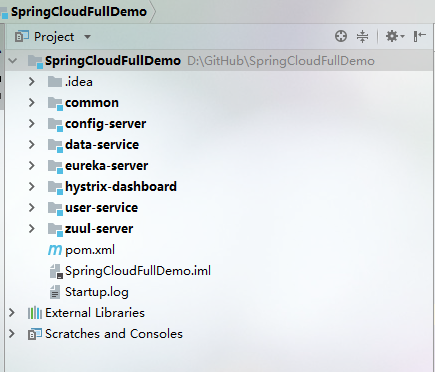 SpringCloudFullDemo
Project
SpringCloudFullDemo D:\GitHub\SpringCloudFullDemo
.idea
common
config-server
data-service
eureka-server
hystrix-dashboard
user-service
zuul-server
m pom.xml
SpringCloudFullDemo.iml
Startup.log
External Libraries
Scratches and Consoles